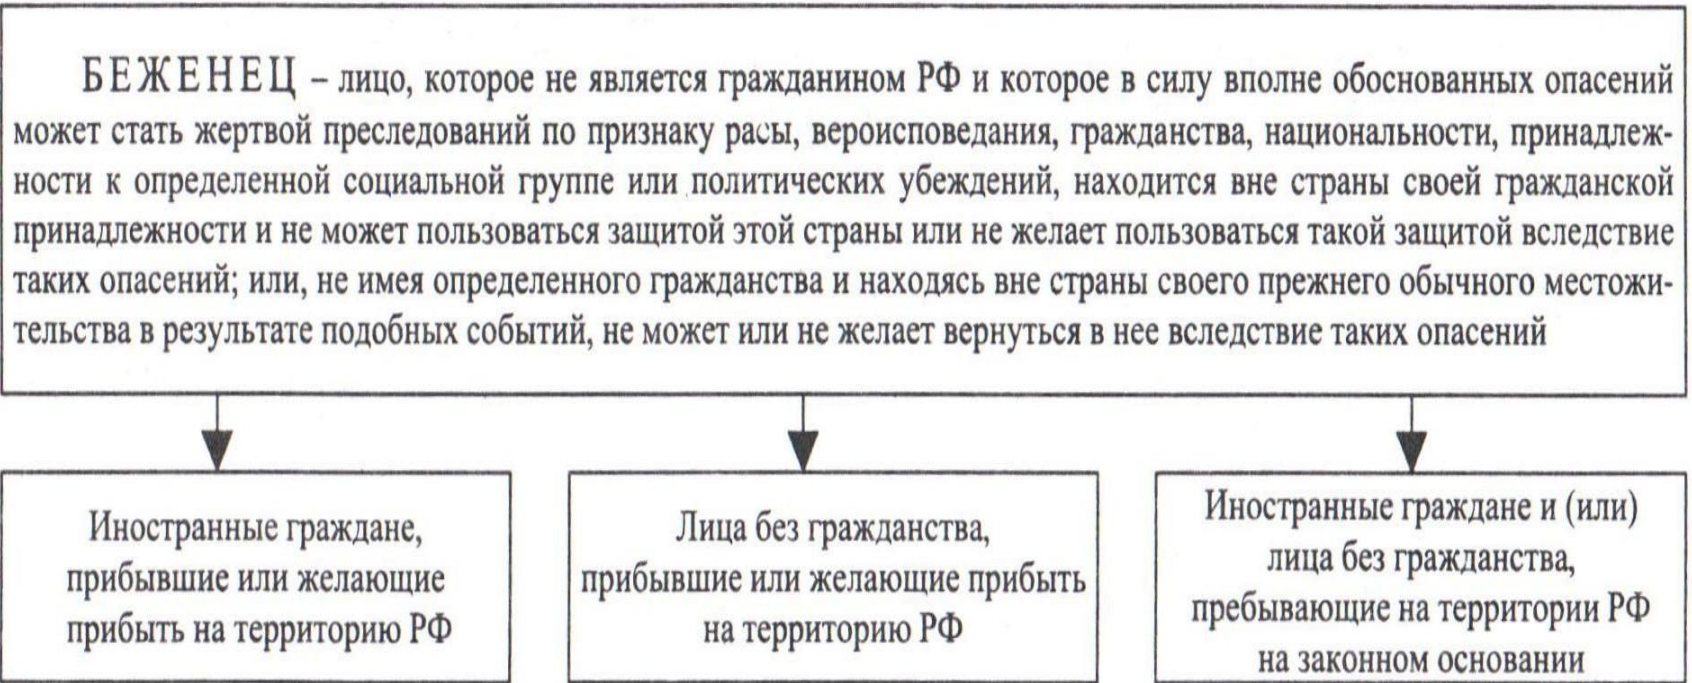 БЕЖЕНЕЦ – лицо, которое не является гражданином РФ и которое в силу вполне обоснованных опасений
может стать жертвой преследований по признаку расы, вероисповедания, гражданства, национальности, принадлеж-
ности к определенной социальной группе или политических убеждений, находится вне страны своей гражданской
принадлежности и не может пользоваться защитой этой страны или не желает пользоваться такой защитой вследствие
таких опасений; или, не имея определенного гражданства и находясь вне страны своего прежнего обычного местожи-
тельства в результате подобных событий, не может или не желает вернуться в нее вследствие таких опасений
Иностранные граждане,
прибывшие или желающие
прибыть на территорию РФ
Лица без гражданства,
прибывшие или желающие прибыть
на территорию РФ
Иностранные граждане и (или)
лица без гражданства,
пребывающие на территории РФ
на законном основании